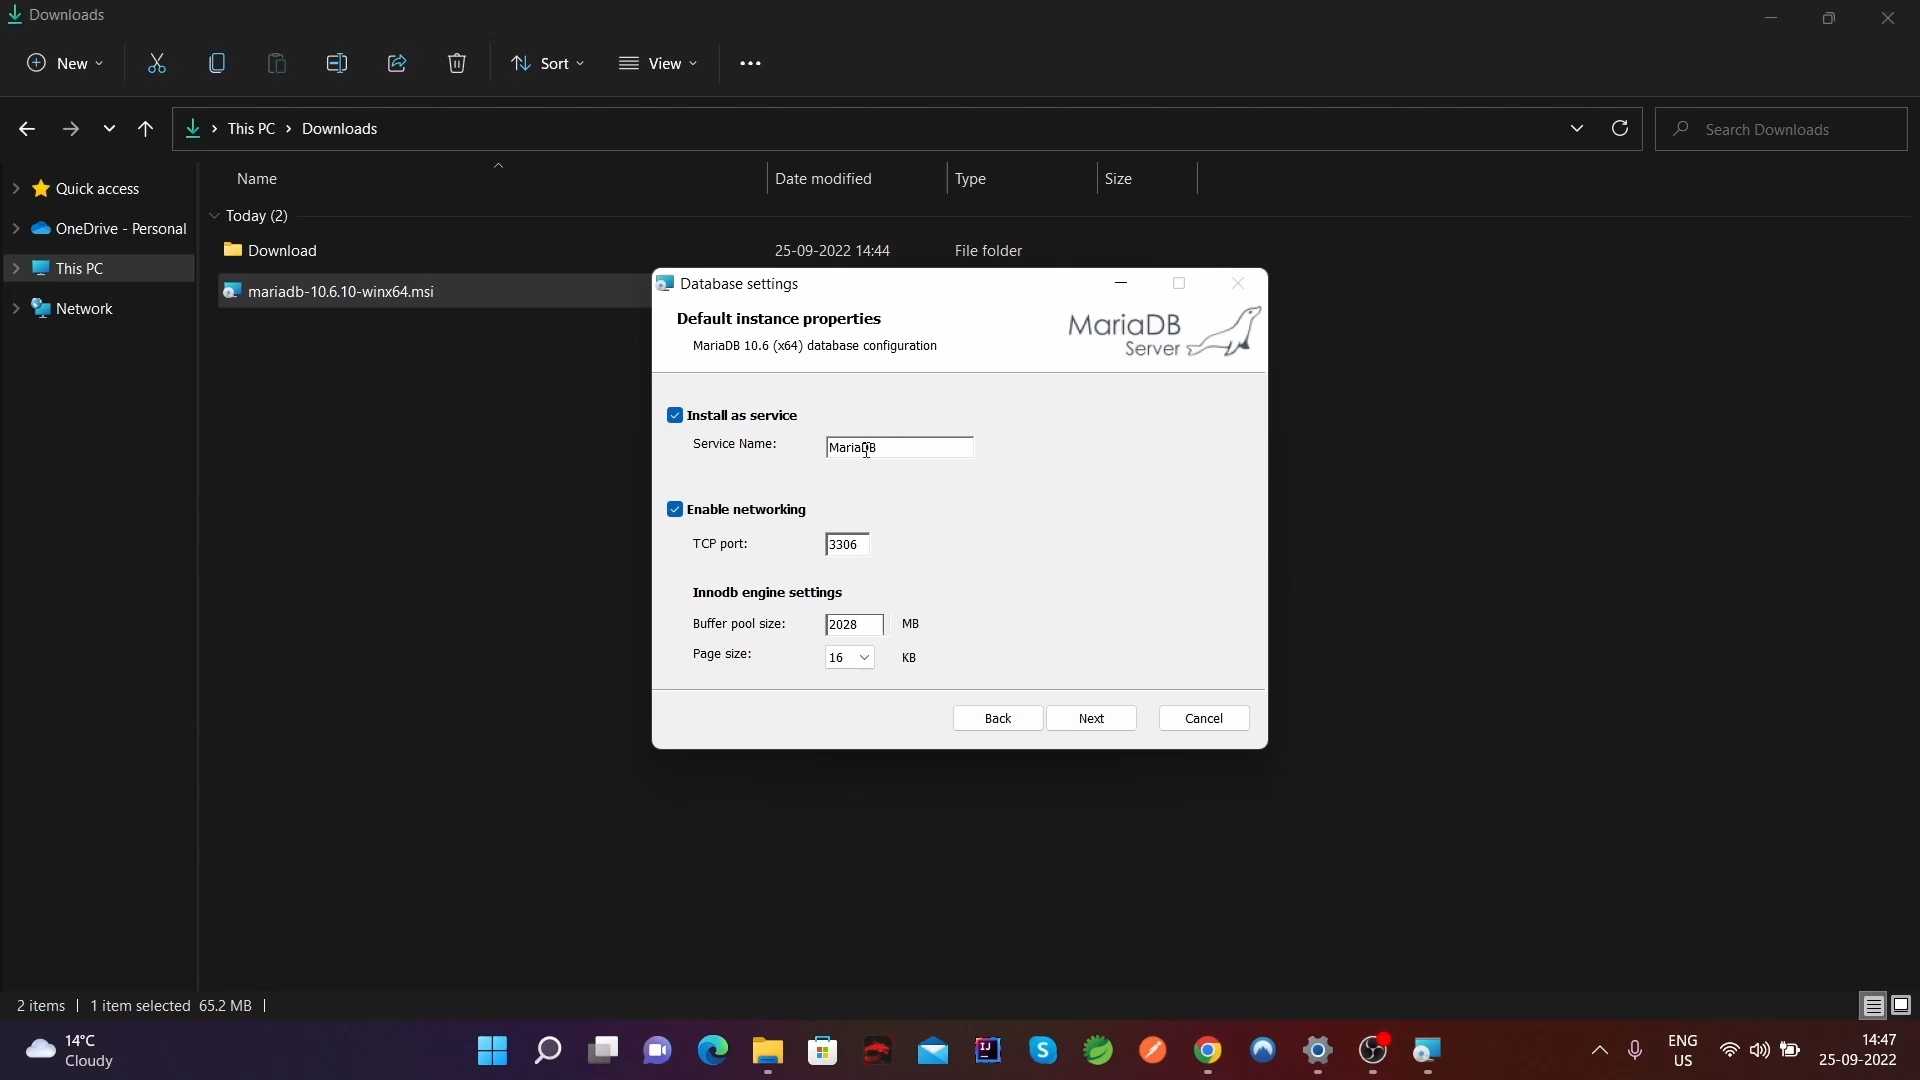 Downloads
New
Sort
View
This PC
Downloads
Search Downloads
Name
Date modified
Type
Size
Quick access
OneDrive - Personal
This PC
Network
Today (2)
Download
25-09-2022 14:44
File folder
mariadb-10.6.10-winx64.msi
Database settings
Default instance properties
MariaDB 10.6 (x64) database configuration
MariaDB
Server
Install as service
Service Name:
MariaDB
Enable networking
TCP port:
3306
Innodb engine settings
Buffer pool size:
2028
MB
Page size:
16
KB
Back
Next
Cancel
2 items
1 item selected 65.2 MB
14°C
Cloudy
ENG
US
14:47
25-09-2022